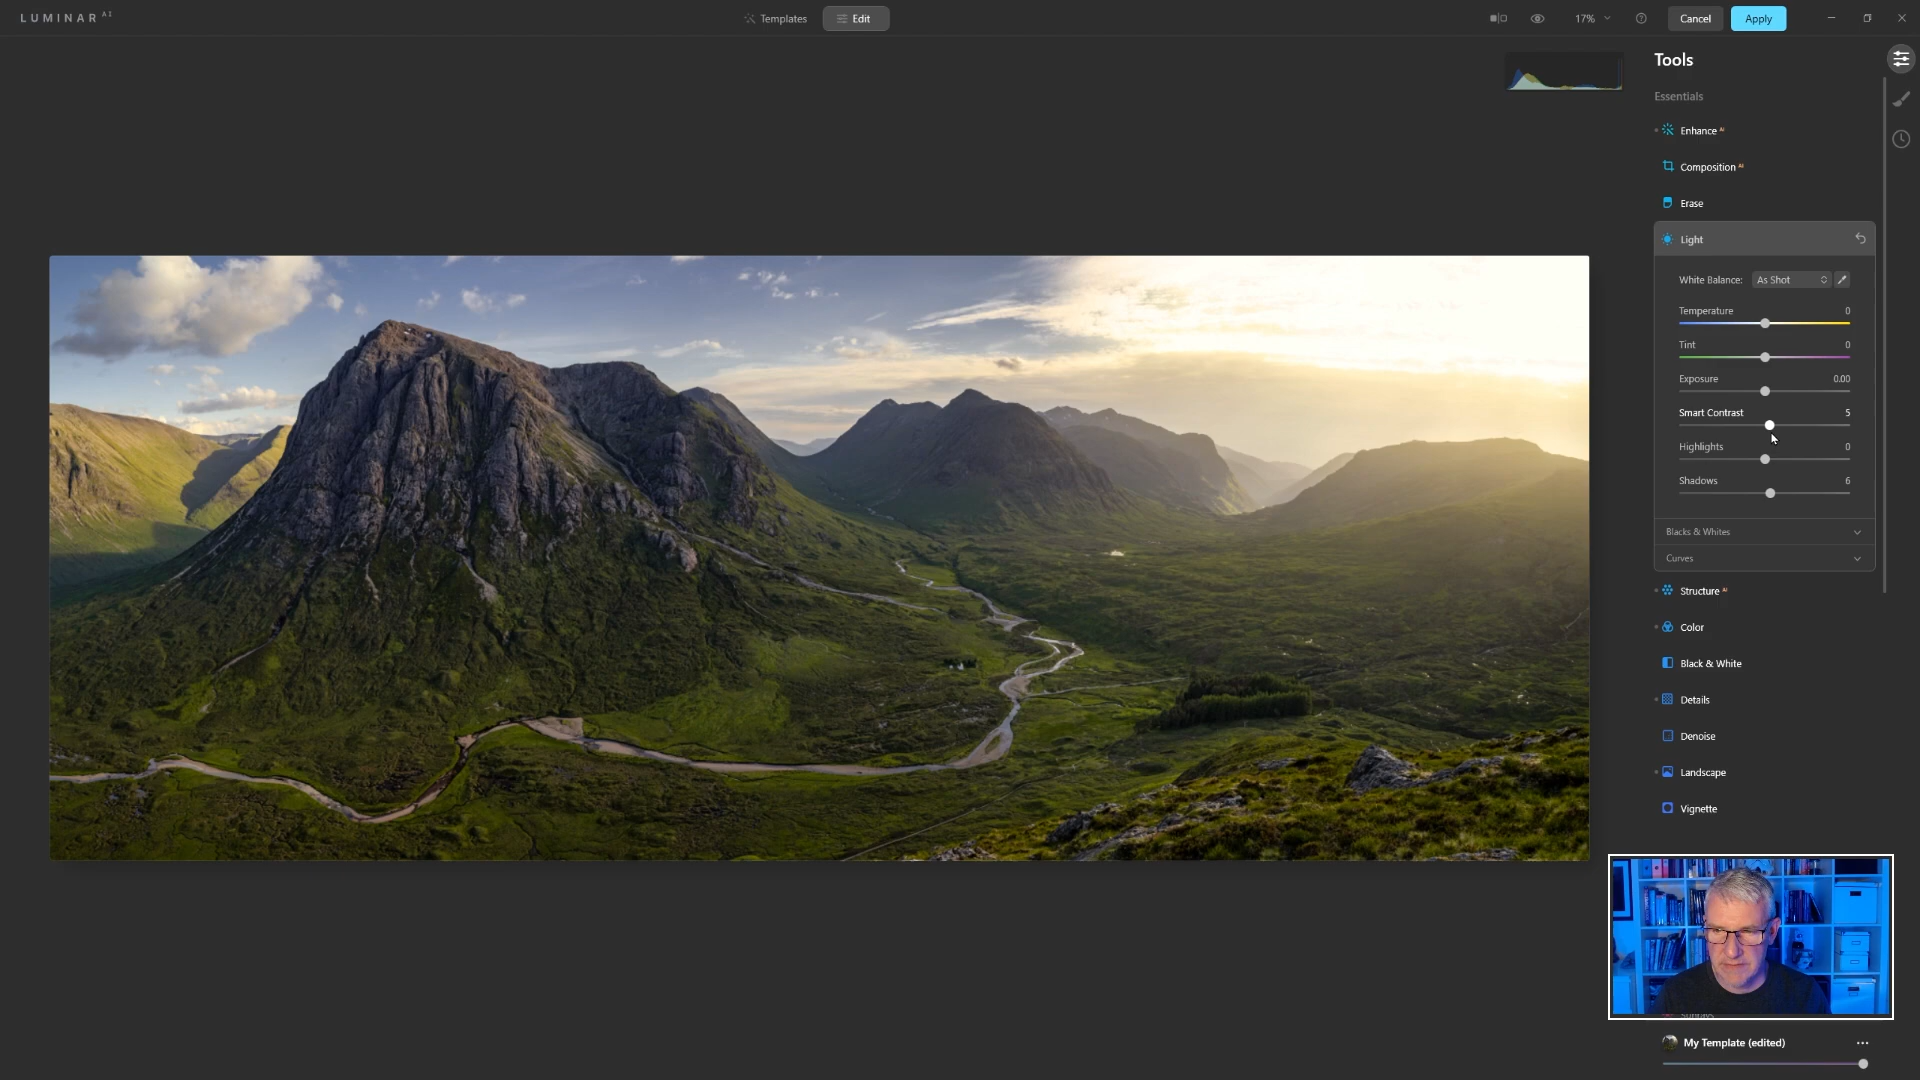 LUMINAR AI
Templates
Edit
17%
Cancel
Apply
Tools
Essentials
Enhance AI
Composition AI
Erase
Light
White Balance: As Shot
Temperature 0
Tint 0
Exposure 0.00
Smart Contrast 5
Highlights 0
Shadows 6
Blacks & Whites
Curves
Structure AI
Color
Black & White
Details
Denoise
Landscape
Vignette
My Template (edited)